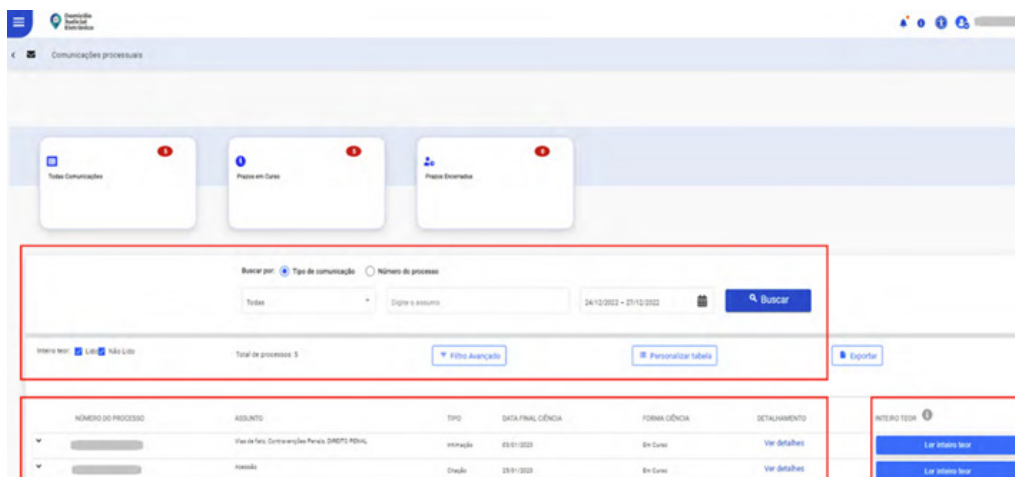 Domicílio
Judicial
Eletrônico
Comunicações processuais
5
Todas Comunicações
5
Prazos em Curso
0
Prazos Encerrados
Buscar por: Tipo de comunicação Número do processo
Todas Digite o assunto 24/12/2022 – 27/12/2022 Buscar
Inteiro teor: Lido Não Lido Total de processos: 5 Filtro Avançado Personalizar tabela Exportar
NÚMERO DO PROCESSO ASSUNTO TIPO DATA FINAL CIÊNCIA FORMA CIÊNCIA DETALHAMENTO INTEIRO TEOR
Vias de fato, Contravenções Penais, DIREITO PENAL Intimação 03/01/2023 Em Curso Ver detalhes Ler inteiro teor
Acessão Citação 25/01/2023 Em Curso Ver detalhes Ler inteiro teor